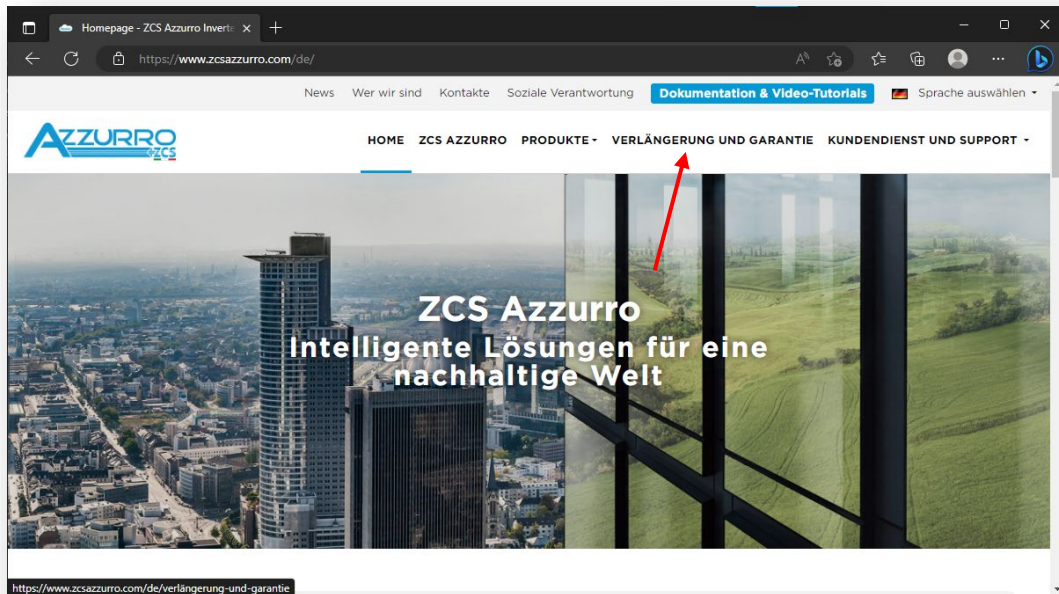 Homepage - ZCS Azzurro Inverte
https://www.zcsazzurro.com/de/
News Wer wir sind Kontakte Soziale Verantwortung Dokumentation & Video-Tutorials Sprache auswählen
AZZURRO
ZCS
HOME ZCS AZZURRO PRODUKTE VERLÄNGERUNG UND GARANTIE KUNDENDIENST UND SUPPORT
ZCS Azzurro
Intelligente Lösungen für eine
nachhaltige Welt
https://www.zcsazzurro.com/de/verlängerung-und-garantie